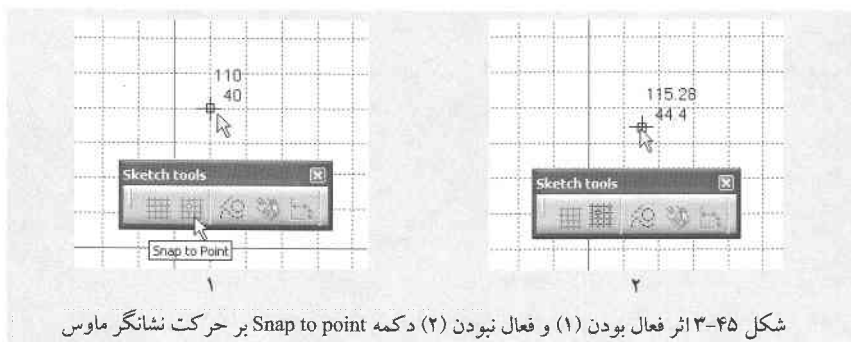 110
40
Sketch tools
Snap to Point
۱
115.28
44.4
Sketch tools
۲
شکل ۴۵-۳ اثر فعال بودن (۱) و فعال نبودن (۲) دکمه Snap to point بر حرکت نشانگر ماوس